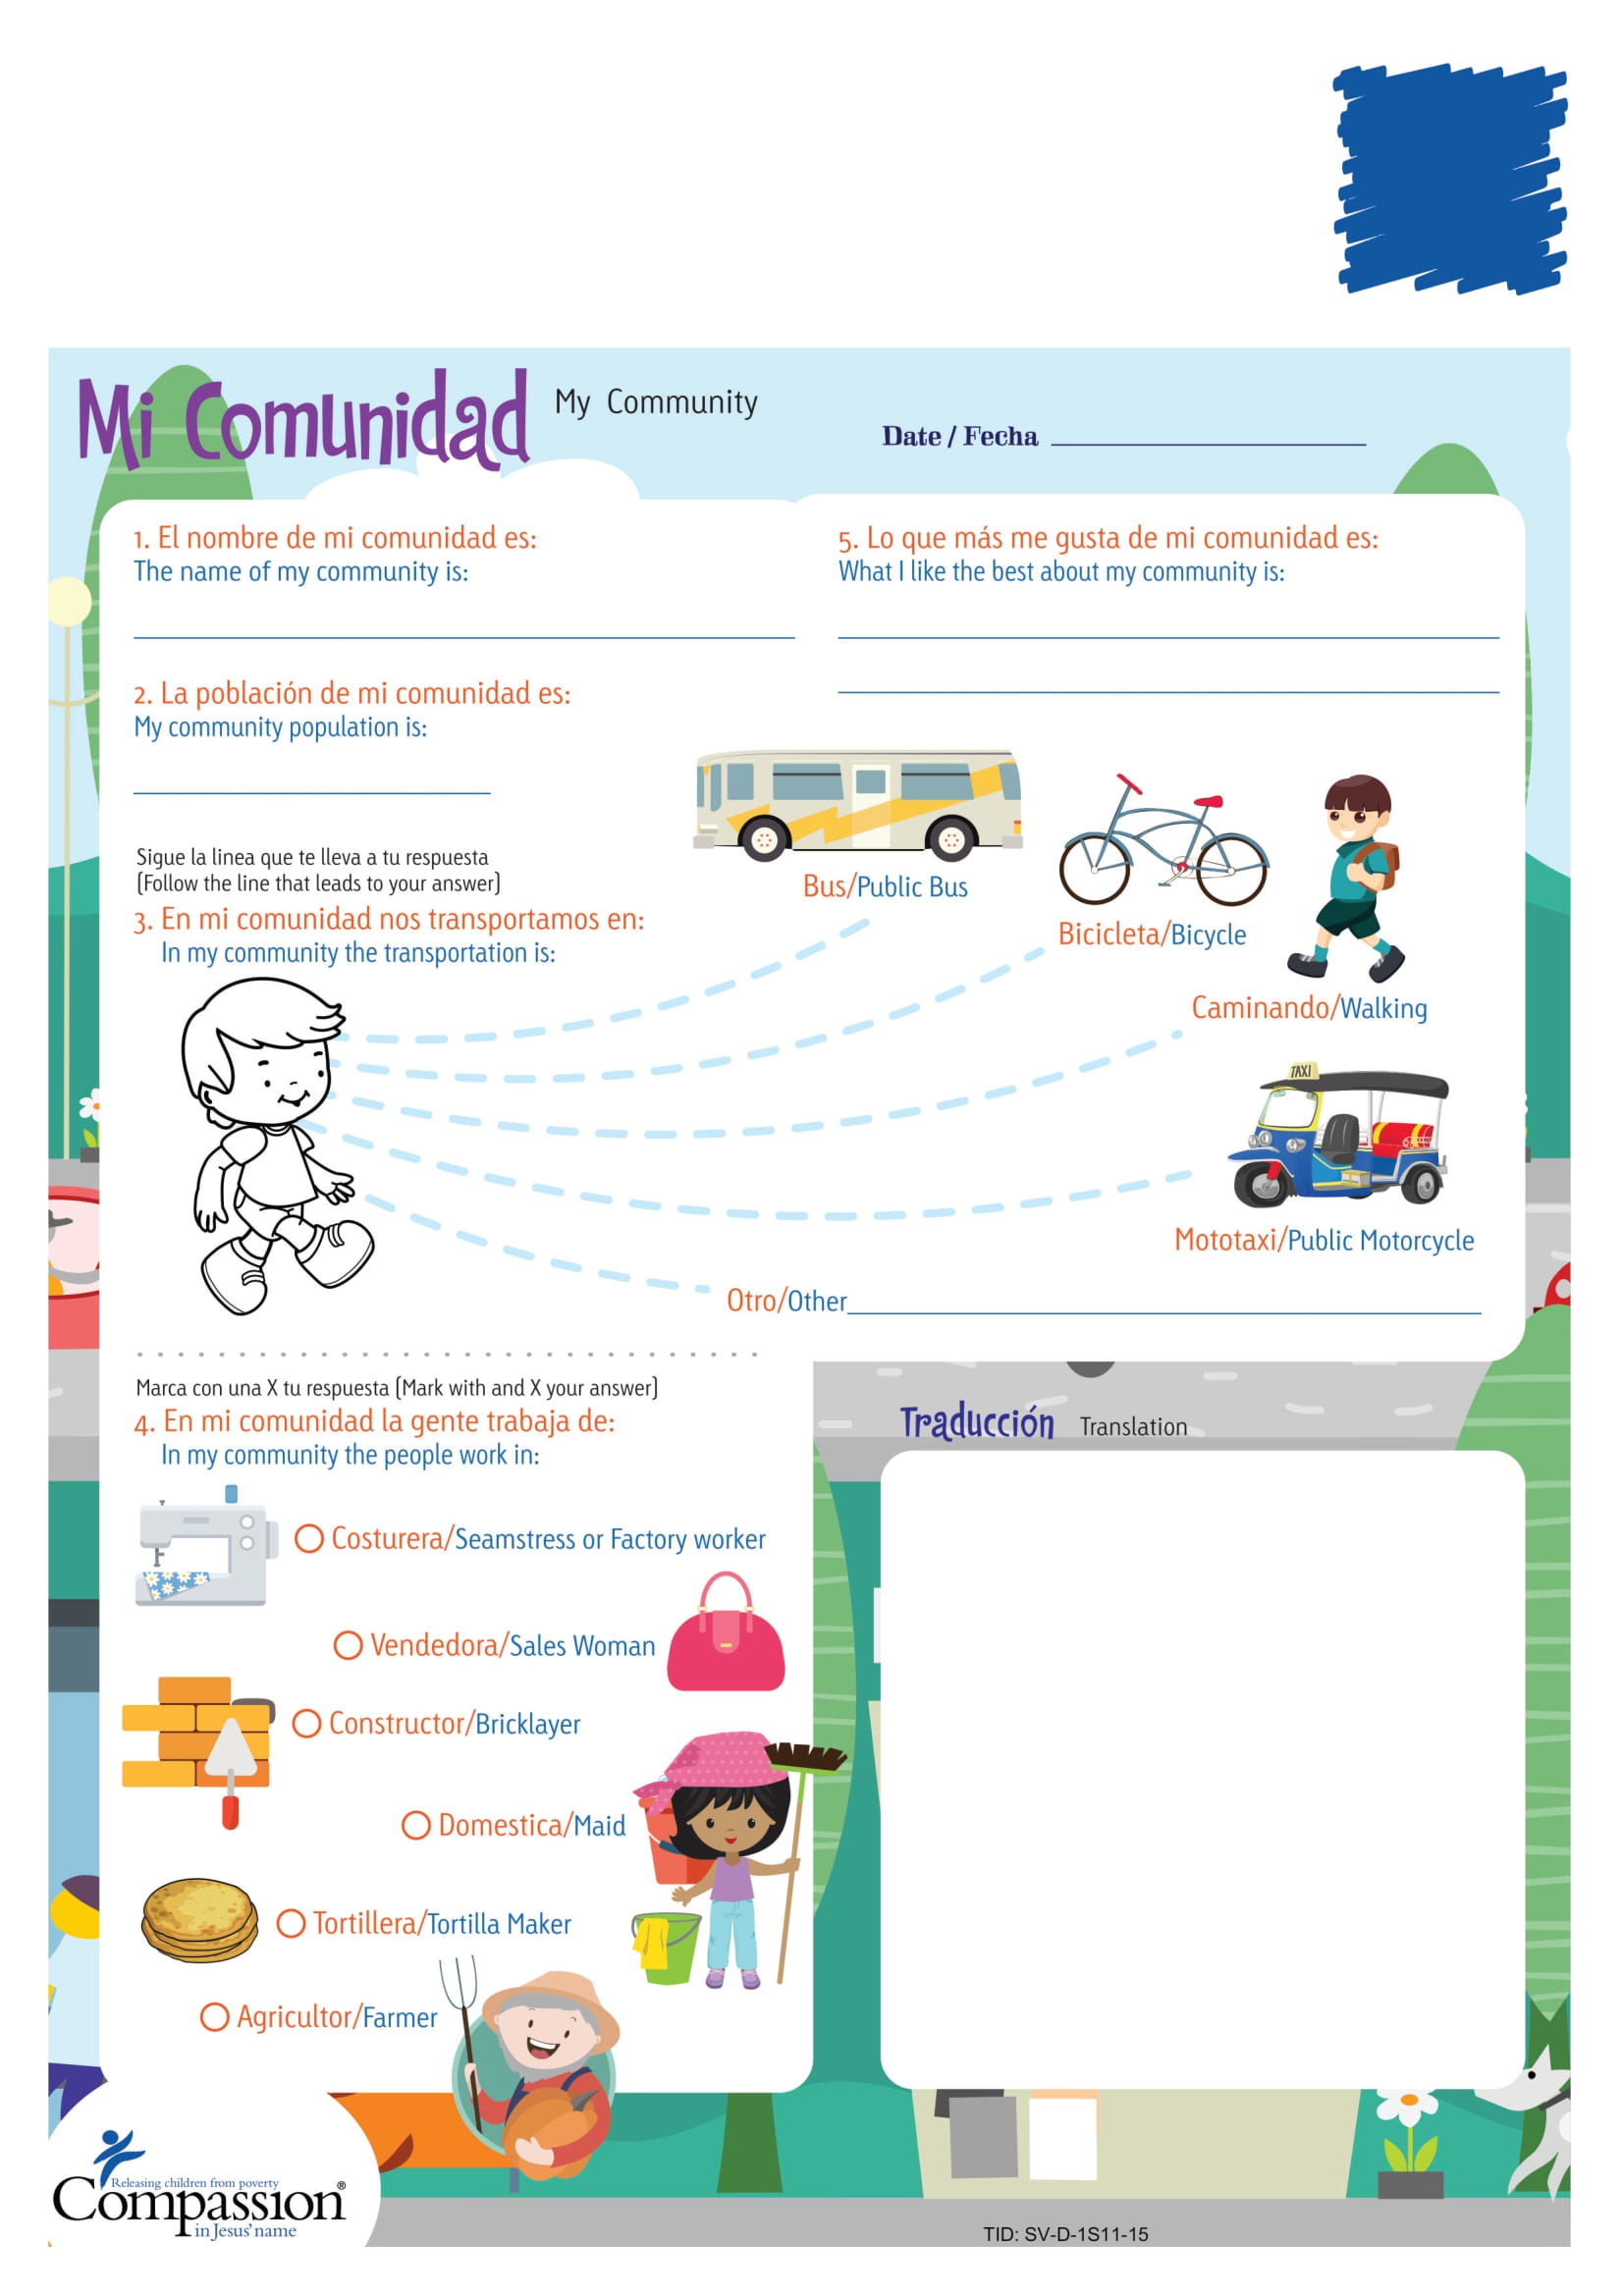 Mi Comunidad My Community
Date / Fecha
1. El nombre de mi comunidad es:
The name of my community is:
2. La población de mi comunidad es:
My community population is:
5. Lo que más me gusta de mi comunidad es:
What I like the best about my community is:
Sigue la linea que te lleva a tu respuesta
(Follow the line that leads to your answer)
3. En mi comunidad nos transportamos en:
In my community the transportation is:
Bus/Public Bus
Bicicleta/Bicycle
Caminando/Walking
TAXI
Mototaxi/Public Motorcycle
Otro/Other
Marca con una X tu respuesta (Mark with and X your answer)
4. En mi comunidad la gente trabaja de:
In my community the people work in:
Costurera/Seamstress or Factory worker
Vendedora/Sales Woman
Constructor/Bricklayer
Domestica/Maid
Tortillera/Tortilla Maker
Agricultor/Farmer
Traducción Translation
Releasing children from poverty
Compassion®
in Jesus' name
TID: SV-D-1S11-15